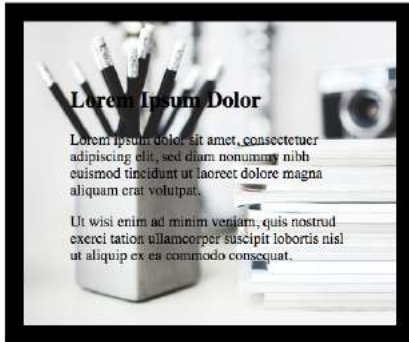 Lorem Ipsum Dolor
Lorem ipsum dolor sit amet, consectetuer
adipiscing elit, sed diam nonummy nibh
euismod tincidunt ut laoreet dolore magna
aliquam erat volutpat.
Ut wisi enim ad minim veniam, quis nostrud
exerci tation ullamcorper suscipit lobortis nisl
ut aliquip ex ea commodo consequat.